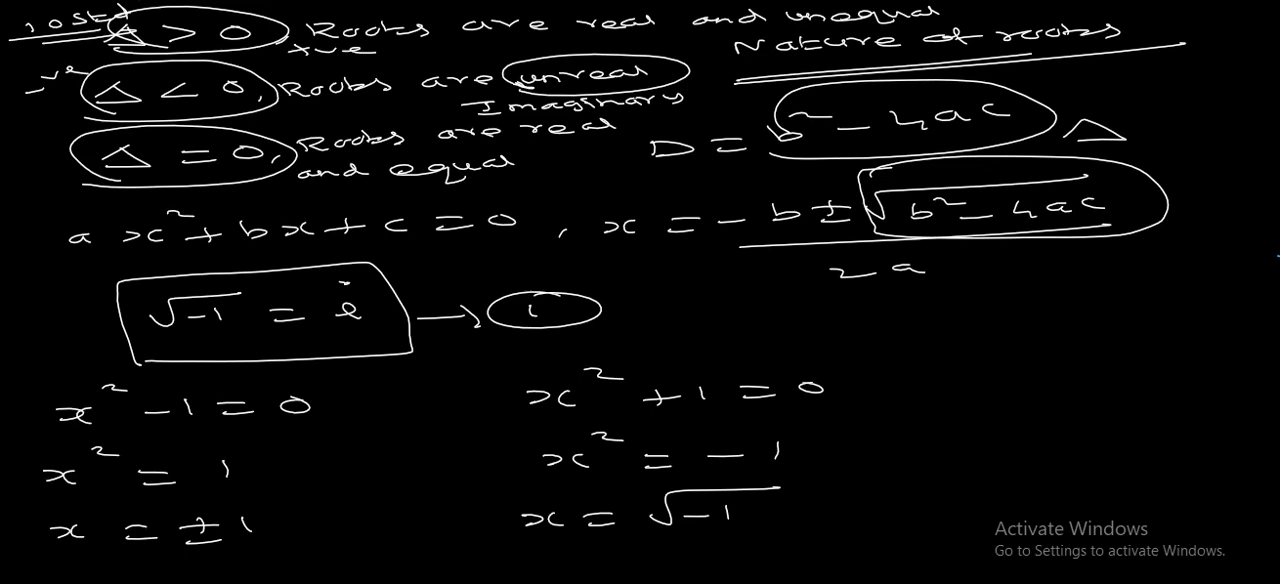 Δ > 0 Roots are real and unequal
+ve
Nature of roots
-ve Δ < 0, Roots are unreal
Imaginary
Δ = 0, Roots are real
and equal
D = b² - 4ac Δ
ax² + bx + c = 0, x = -b ± √b² - 4ac
2a
√-1 = i → i
x² - 1 = 0
x² = 1
x = ±1
x² + 1 = 0
x² = -1
x = √-1
Activate Windows
Go to Settings to activate Windows.